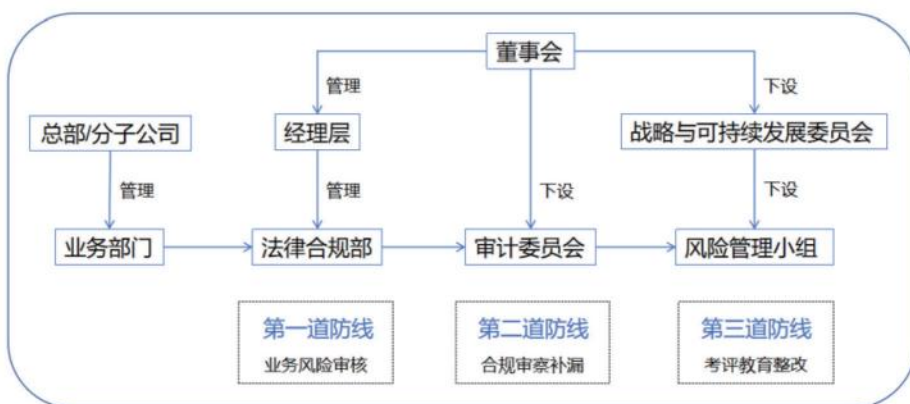 董事会
管理
下设
总部/分子公司
经理层
战略与可持续发展委员会
管理
管理
下设
下设
业务部门
法律合规部
审计委员会
风险管理小组
第一道防线
第二道防线
第三道防线
业务风险审核
合规审察补漏
考评教育整改